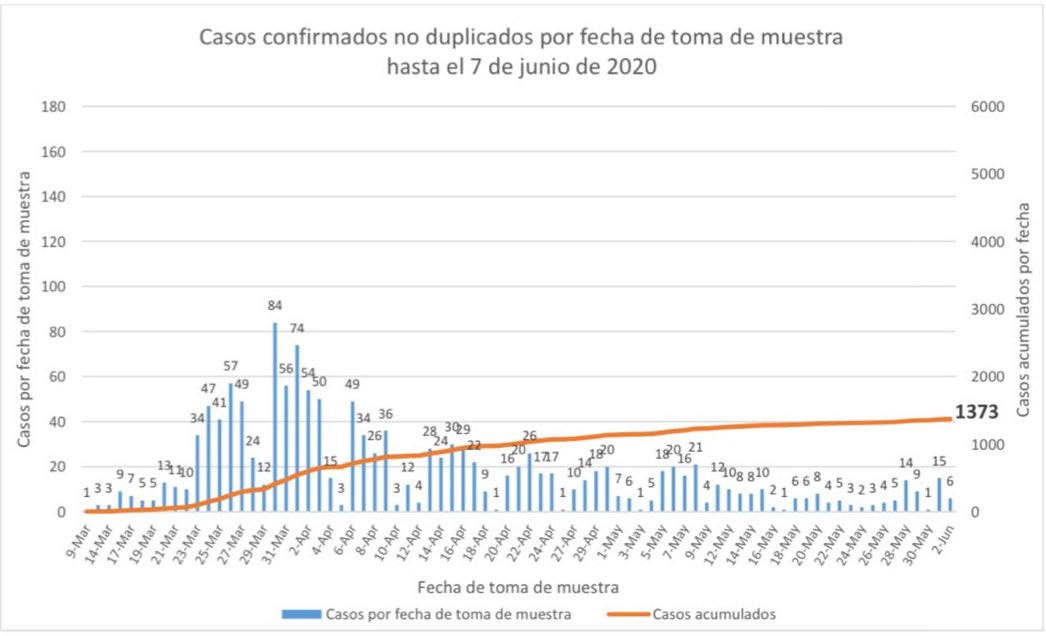 Casos confirmados no duplicados por fecha de toma de muestra
hasta el 7 de junio de 2020
Casos por fecha de toma de muestra
180
160
140
120
100
80
60
40
20
0
1 3 3 9 7 5 5 13 11 10 34 47 41 57 49 24 12 84 56 74 54 50 15 3 49 34 26 36 3 12 4 28 24 30 29 22 9 1 16 20 26 17 17 1 10 14 18 20 7 6 1 5 18 20 16 21 4 12 10 8 8 10 2 1 6 6 8 4 5 3 2 3 4 5 14 9 1 15 6
1373
6000
5000
4000
3000
2000
1000
0
Casos acumulados por fecha
9-Mar 14-Mar 17-Mar 19-Mar 21-Mar 23-Mar 25-Mar 27-Mar 29-Mar 31-Mar 2-Apr 4-Apr 6-Apr 8-Apr 10-Apr 12-Apr 14-Apr 16-Apr 18-Apr 20-Apr 22-Apr 24-Apr 27-Apr 29-Apr 1-May 3-May 5-May 7-May 9-May 12-May 14-May 16-May 18-May 20-May 22-May 24-May 26-May 28-May 30-May 2-Jun
Fecha de toma de muestra
Casos por fecha de toma de muestra Casos acumulados